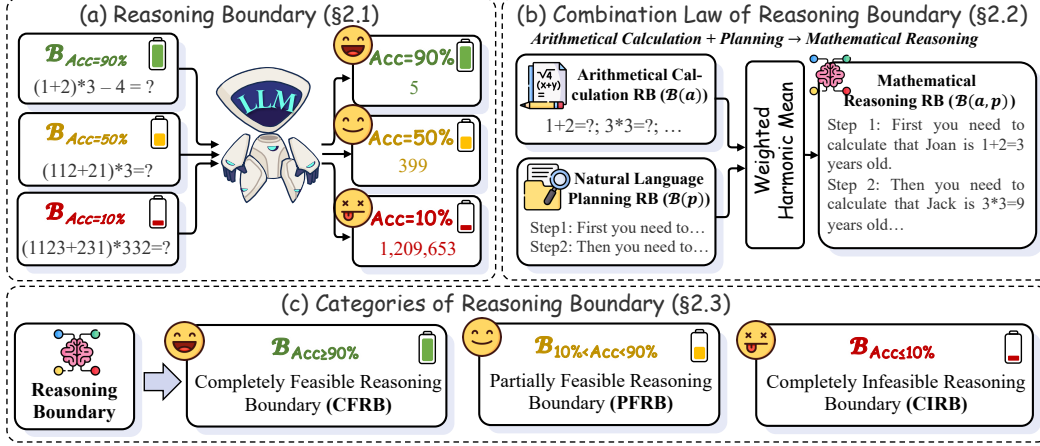 (a) Reasoning Boundary (§2.1)
B Acc=90%
(1+2)*3 – 4 = ?
B Acc=50%
(112+21)*3=?
B Acc=10%
(1123+231)*332=?
LLM
Acc=90%
5
Acc=50%
399
Acc=10%
1,209,653
(b) Combination Law of Reasoning Boundary (§2.2)
Arithmetical Calculation + Planning → Mathematical Reasoning
√4
(x+y)
Arithmetical Cal-
culation RB (B(a))
1+2=?; 3*3=?; …
Natural Language
Planning RB (B(p))
Step1: First you need to…
Step2: Then you need to…
Weighted
Harmonic Mean
Mathematical
Reasoning RB (B(a, p))
Step 1: First you need to
calculate that Joan is 1+2=3
years old.
Step 2: Then you need to
calculate that Jack is 3*3=9
years old…
(c) Categories of Reasoning Boundary (§2.3)
Reasoning
Boundary
B Acc≥90%
Completely Feasible Reasoning
Boundary (CFRB)
B 10%<Acc<90%
Partially Feasible Reasoning
Boundary (PFRB)
B Acc≤10%
Completely Infeasible Reasoning
Boundary (CIRB)